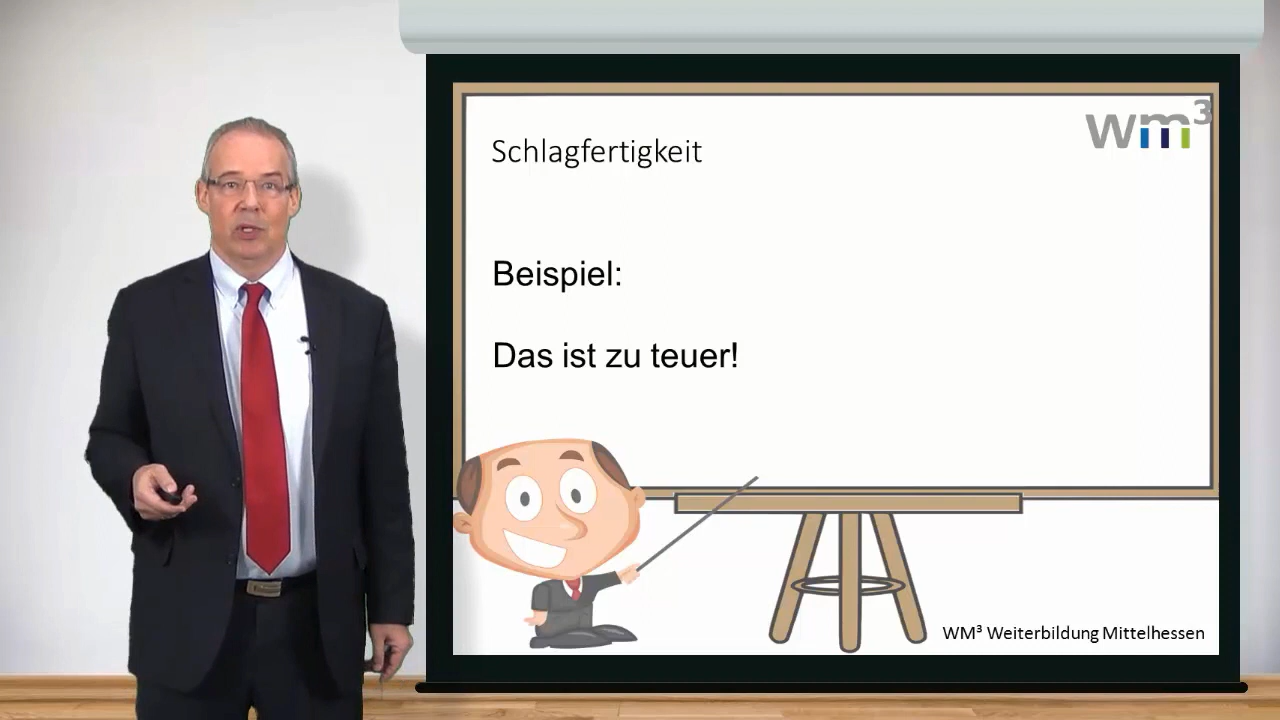 wm³
Schlagfertigkeit
Beispiel:
Das ist zu teuer!
WM³ Weiterbildung Mittelhessen